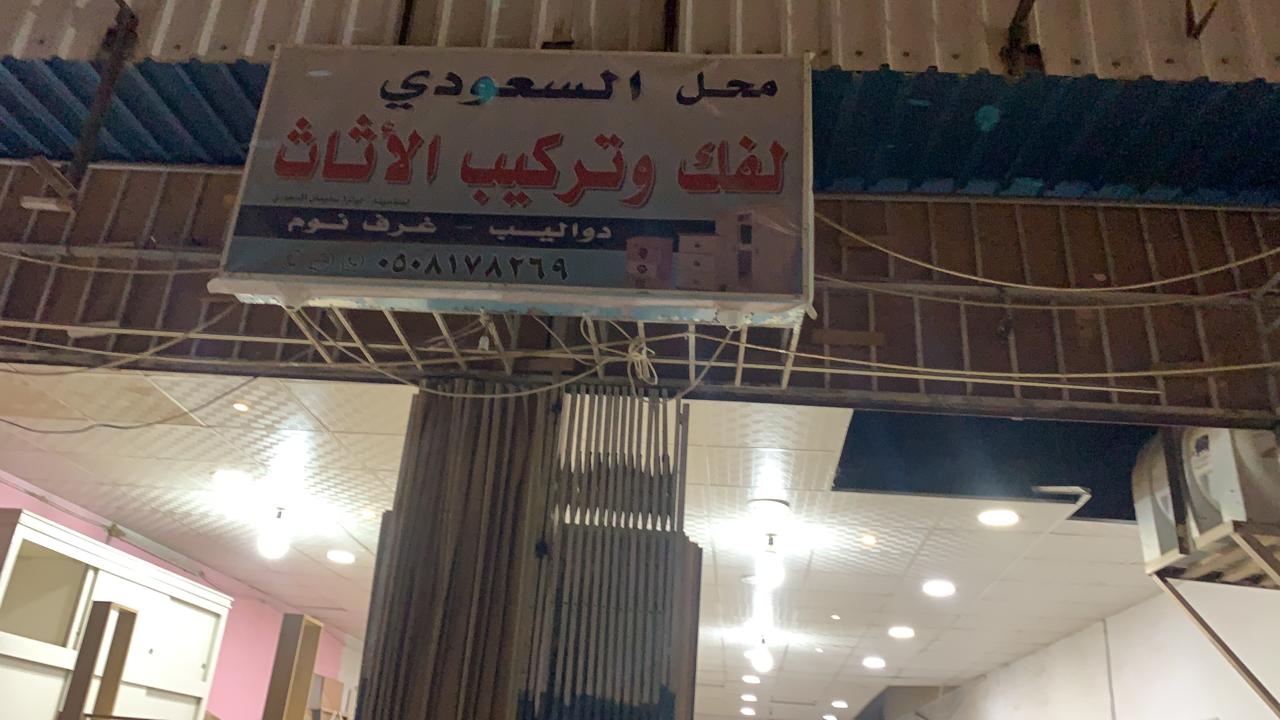 محل السعودي
لفك وتركيب الأثاث
دواليب - غرف نوم
٠٥٠٨١٧٨٢٦٩